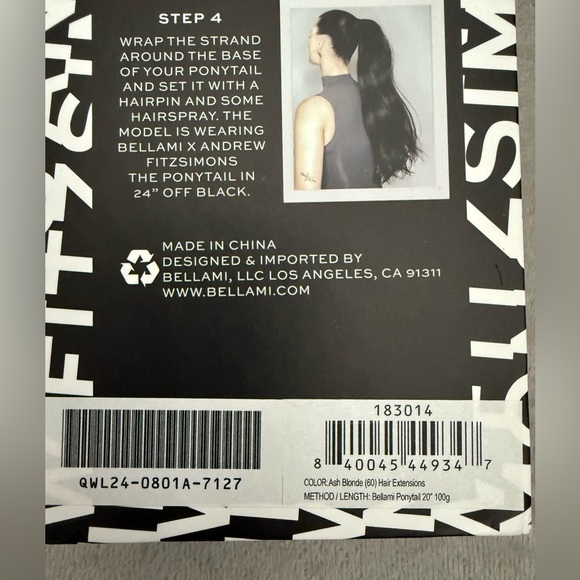 STEP 4
WRAP THE STRAND
AROUND THE BASE
OF YOUR PONYTAIL
AND SET IT WITH A
HAIRPIN AND SOME
HAIRSPRAY. THE
MODEL IS WEARING
BELLAMI X ANDREW
FITZSIMONS
THE PONYTAIL IN
24" OFF BLACK.
MADE IN CHINA
DESIGNED & IMPORTED BY
BELLAMI, LLC LOS ANGELES, CA 91311
WWW.BELLAMI.COM
QWL24-0801A-7127
183014
8 40045 44934 7
COLOR:Ash Blonde (60) Hair Extensions
METHOD / LENGTH: Bellami Ponytail 20" 100g